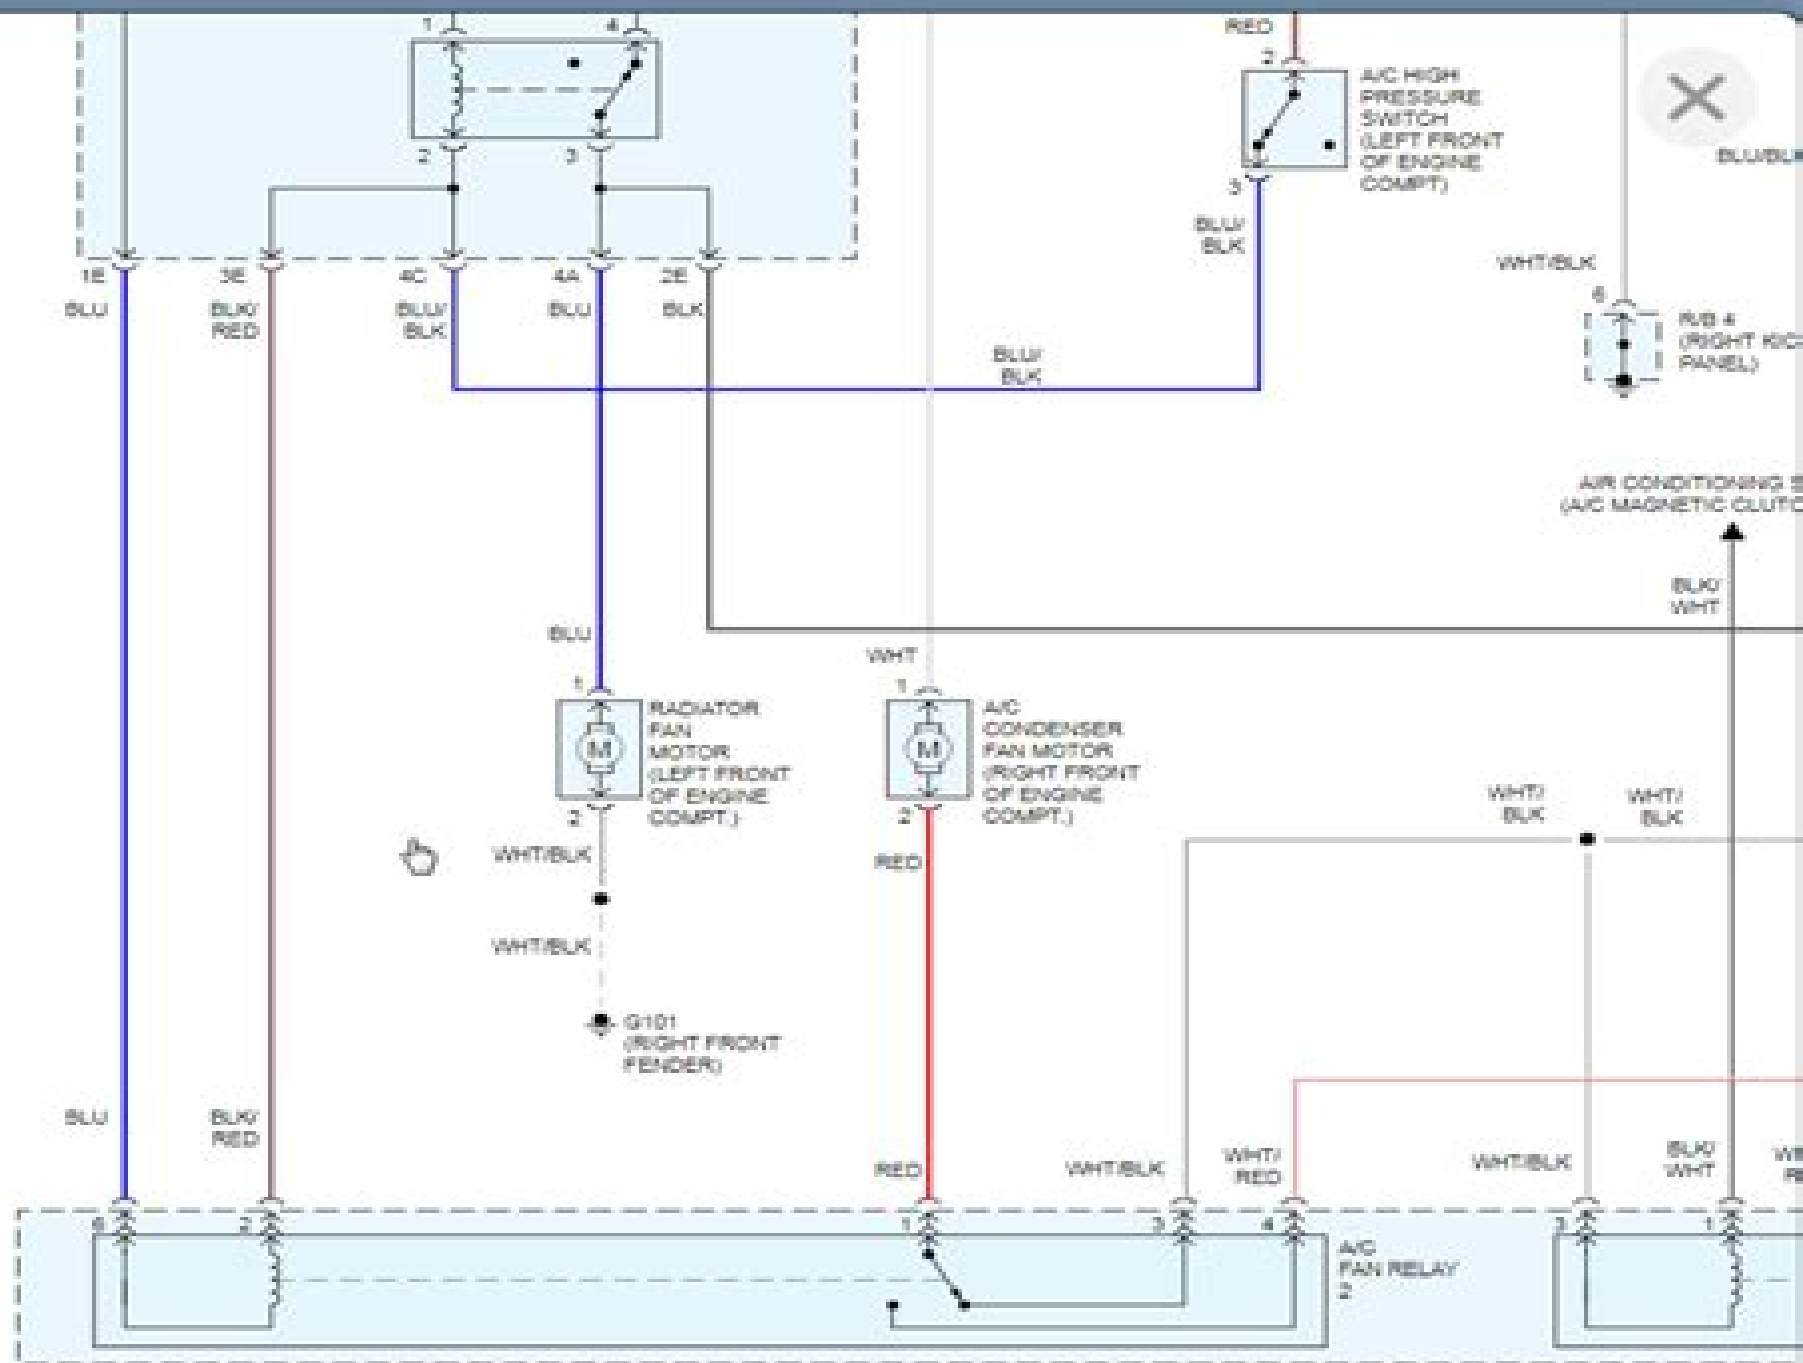 1
4
RED
2
A/C HIGH
PRESSURE
SWITCH
(LEFT FRONT
OF ENGINE
COMPT)
2
3
3
BLU/
BLK
WHT/BLK
6
R/B 4
(RIGHT
PANEL)
1E
3E
4C
4A
2E
BLU
BLK/
RED
BLU/
BLK
BLU
BLK
BLU/
BLK
AIR CONDITIONING
(A/C MAGNETIC
BLK/
WHT
BLU
WHT
1
1
RADIATOR
FAN
MOTOR
(LEFT FRONT
OF ENGINE
COMPT.)
M
A/C
CONDENSER
FAN MOTOR
(RIGHT FRONT
OF ENGINE
COMPT.)
M
2
2
WHT/BLK
RED
WHT/
BLK
WHT/
BLK
WHT/BLK
G101
(RIGHT FRONT
FENDER)
BLU
BLK/
RED
RED
WHT/BLK
WHT/
RED
WHT/BLK
BLK/
WHT
2
1
3
4
3
1
A/C
FAN RELAY
2